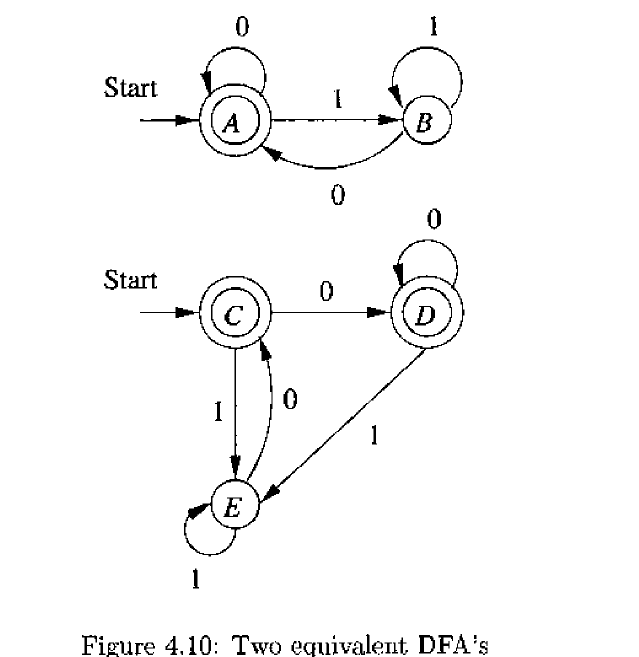 0 1
Start
A 1 B
0
0
Start
C 0 D
1 0
1
E
1
Figure 4.10: Two equivalent DFA's